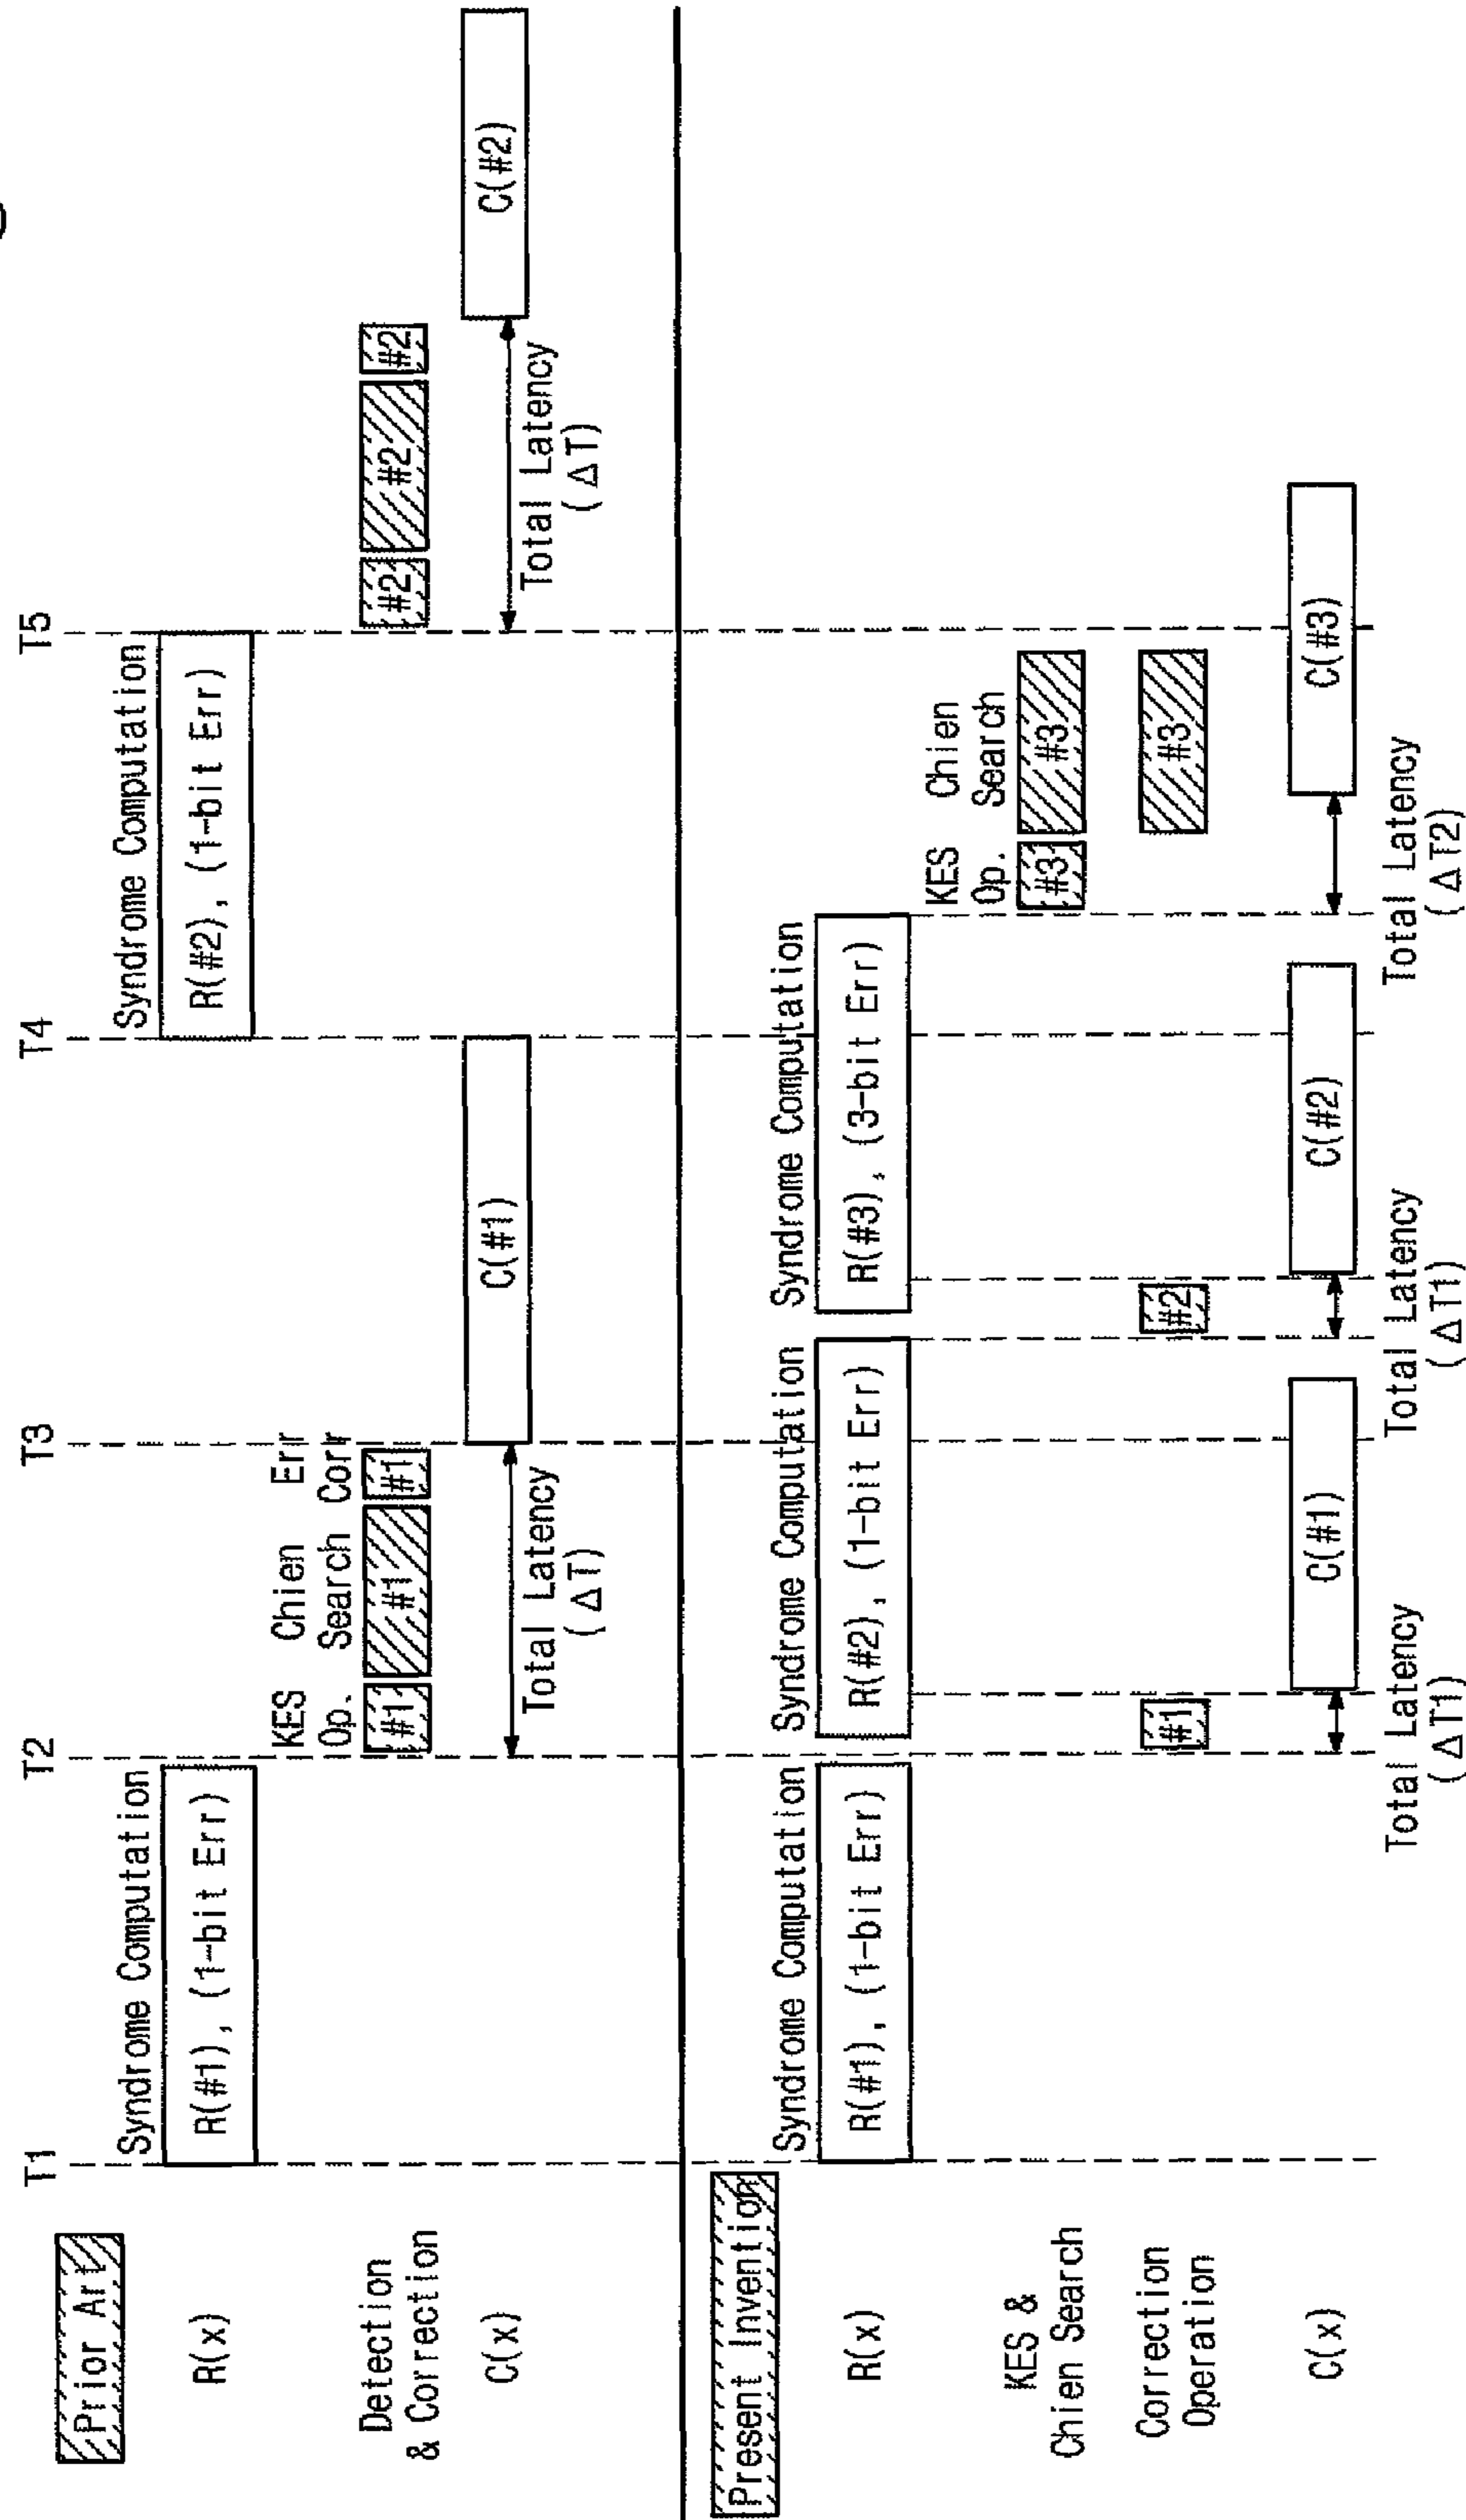 T1
T2
T3
T4
T5
Prior Art
R(x)
Syndrome Computation
R(#1), (1-bit Err)
Syndrome Computation
R(#2), (1-bit Err)
Detection
& Correction
KES
Op.
Chien
Search
Err
Corr
#1
#1
#1
#2
#2
#2
C(x)
C(#1)
C(#2)
Total Latency
(ΔT)
Total Latency
(ΔT)
Present Invention
R(x)
Syndrome Computation
R(#1), (1-bit Err)
Syndrome Computation
R(#2), (1-bit Err)
Syndrome Computation
R(#3), (3-bit Err)
KES &
Chien Search
KES
Op.
Chien
Search
#3
#3
Correction
Operation
#1
#2
#3
C(x)
C(#1)
C(#2)
C(#3)
Total Latency
(ΔT1)
Total Latency
(ΔT1)
Total Latency
(ΔT2)